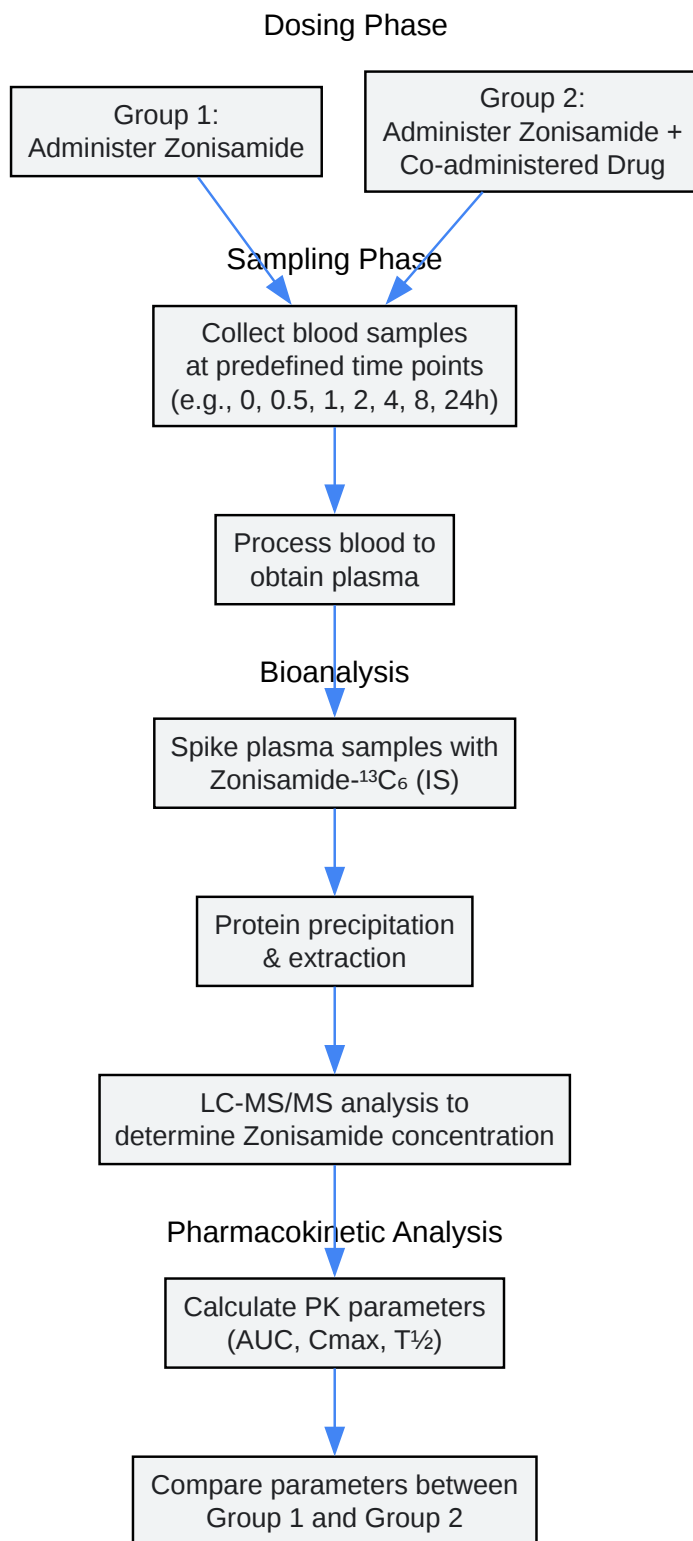 Dosing Phase
Group 1:
Administer Zonisamide
Group 2:
Administer Zonisamide +
Co-administered Drug
Sampling Phase
Collect blood samples
at predefined time points
(e.g., 0, 0.5, 1, 2, 4, 8, 24h)
Process blood to
obtain plasma
Bioanalysis
Spike plasma samples with
Zonisamide-¹³C₆ (IS)
Protein precipitation
& extraction
LC-MS/MS analysis to
determine Zonisamide concentration
Pharmacokinetic Analysis
Calculate PK parameters
(AUC, Cmax, T½)
Compare parameters between
Group 1 and Group 2